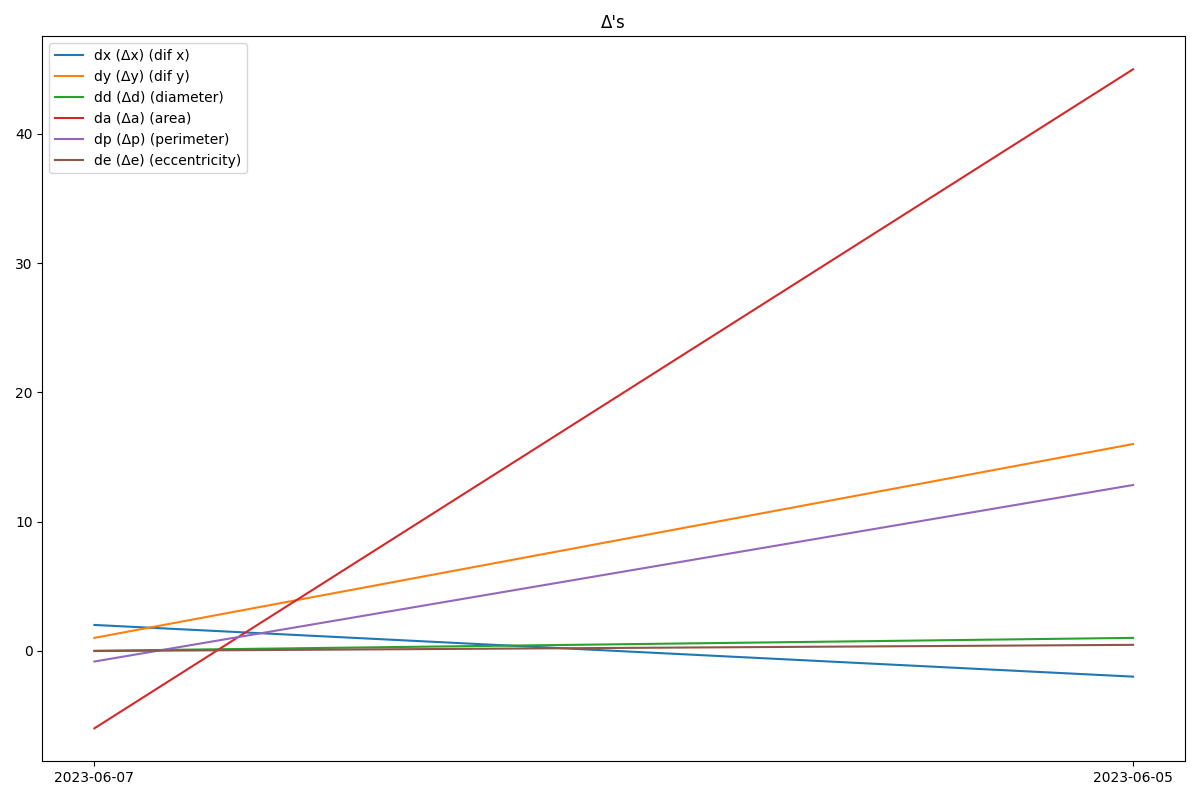 Δ's
dx (Δx) (dif x)
dy (Δy) (dif y)
dd (Δd) (diameter)
da (Δa) (area)
dp (Δp) (perimeter)
de (Δe) (eccentricity)
40
30
20
10
0
2023-06-07
2023-06-05